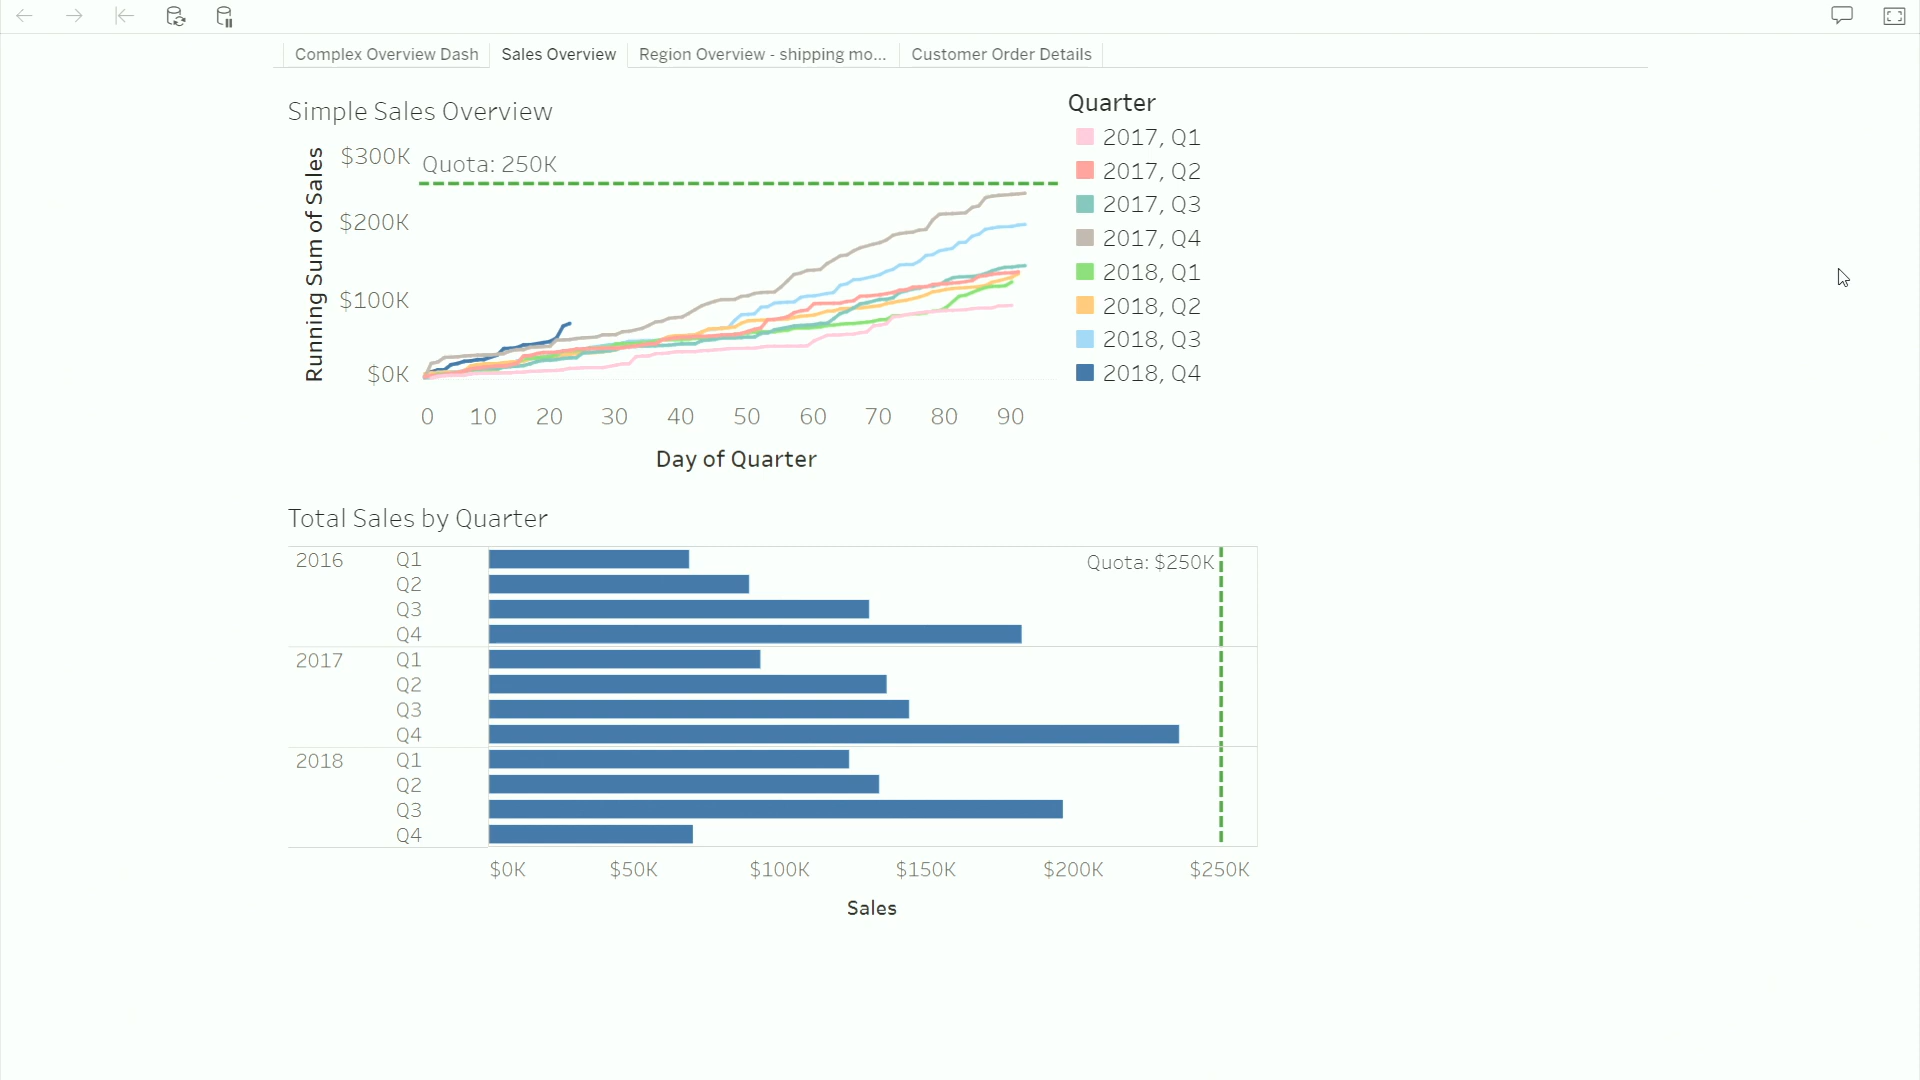 Complex Overview Dash
Sales Overview
Region Overview - shipping mo...
Customer Order Details
Simple Sales Overview
Running Sum of Sales
$300K
$200K
$100K
$0K
Quota: 250K
0 10 20 30 40 50 60 70 80 90
Day of Quarter
Quarter
2017, Q1
2017, Q2
2017, Q3
2017, Q4
2018, Q1
2018, Q2
2018, Q3
2018, Q4
Total Sales by Quarter
2016 Q1
Q2
Q3
Q4
2017 Q1
Q2
Q3
Q4
2018 Q1
Q2
Q3
Q4
Quota: $250K
$0K $50K $100K $150K $200K $250K
Sales